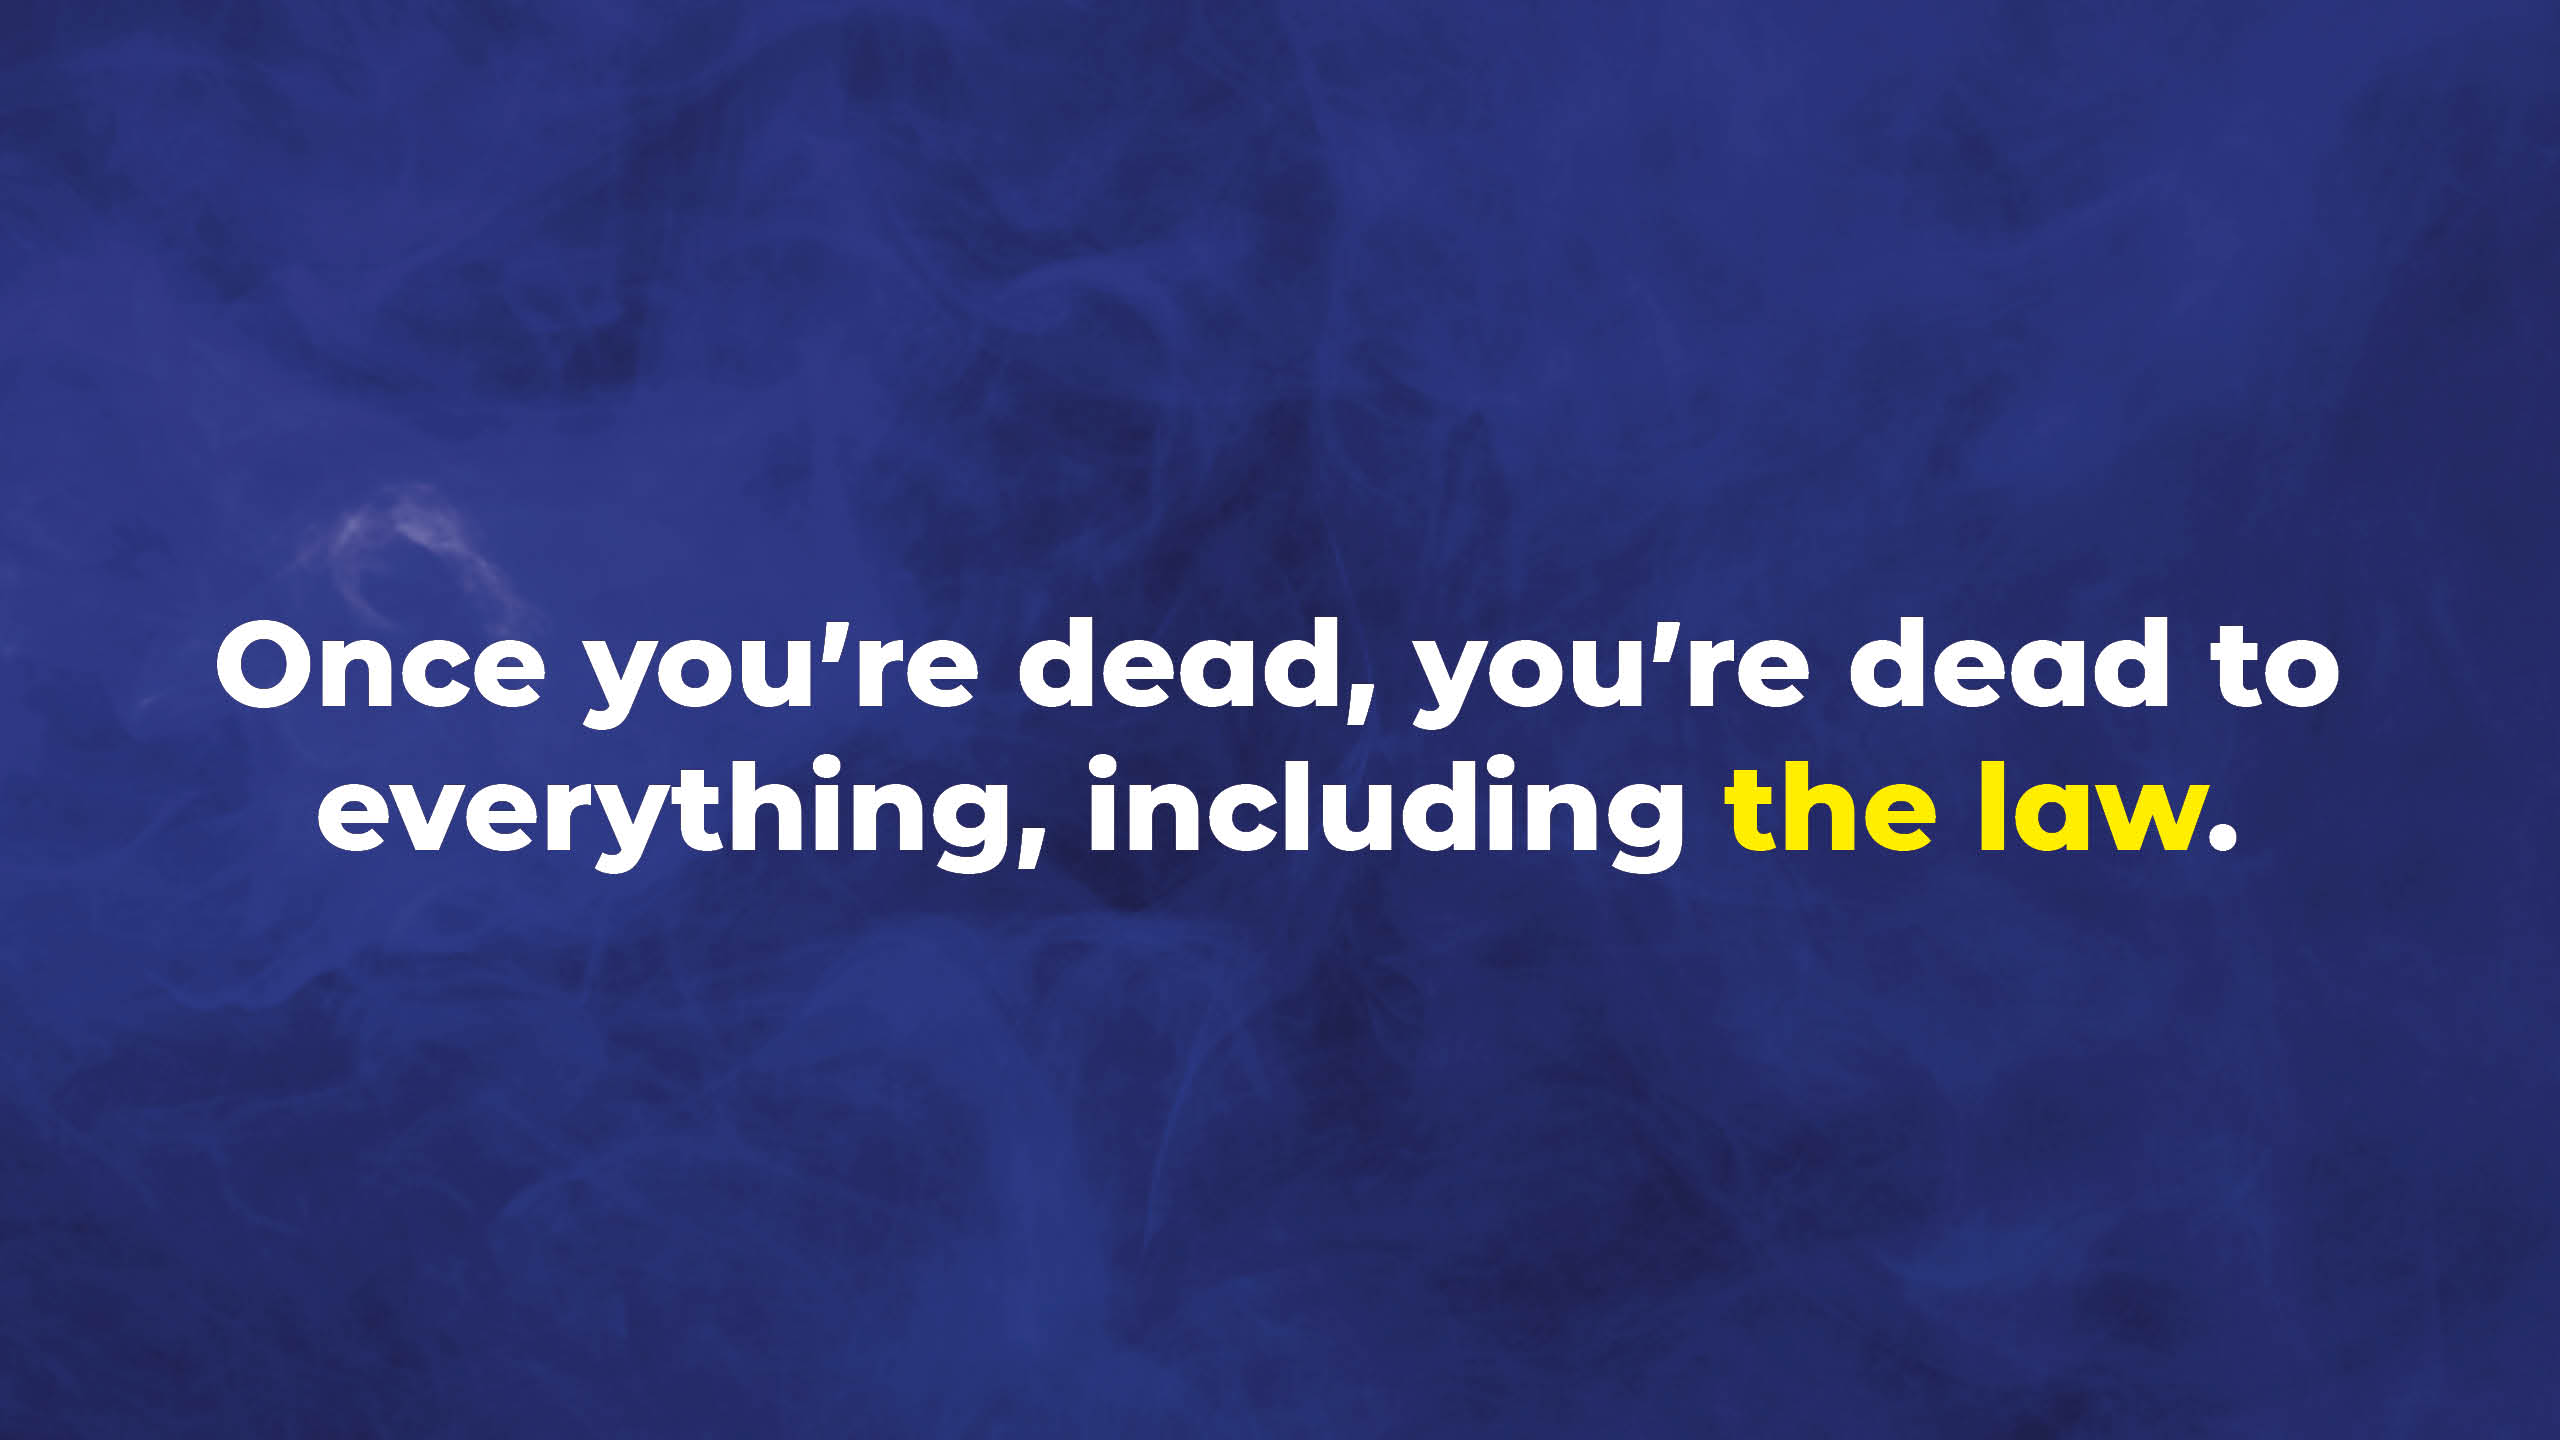 Once you’re dead, you’re dead to
everything, including the law.